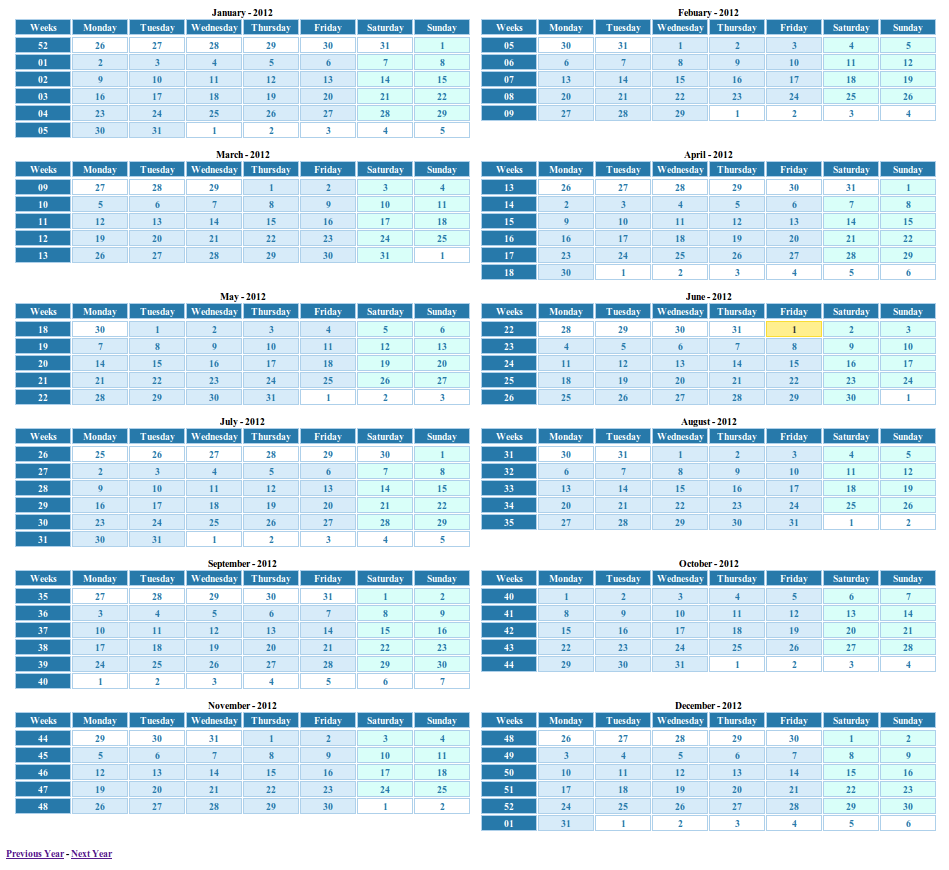 January - 2012
Weeks Monday Tuesday Wednesday Thursday Friday Saturday Sunday
52 26 27 28 29 30 31 1
01 2 3 4 5 6 7 8
02 9 10 11 12 13 14 15
03 16 17 18 19 20 21 22
04 23 24 25 26 27 28 29
05 30 31 1 2 3 4 5
Febuary - 2012
Weeks Monday Tuesday Wednesday Thursday Friday Saturday Sunday
05 30 31 1 2 3 4 5
06 6 7 8 9 10 11 12
07 13 14 15 16 17 18 19
08 20 21 22 23 24 25 26
09 27 28 29 1 2 3 4
March - 2012
Weeks Monday Tuesday Wednesday Thursday Friday Saturday Sunday
09 27 28 29 1 2 3 4
10 5 6 7 8 9 10 11
11 12 13 14 15 16 17 18
12 19 20 21 22 23 24 25
13 26 27 28 29 30 31 1
April - 2012
Weeks Monday Tuesday Wednesday Thursday Friday Saturday Sunday
13 26 27 28 29 30 31 1
14 2 3 4 5 6 7 8
15 9 10 11 12 13 14 15
16 16 17 18 19 20 21 22
17 23 24 25 26 27 28 29
18 30 1 2 3 4 5 6
May - 2012
Weeks Monday Tuesday Wednesday Thursday Friday Saturday Sunday
18 30 1 2 3 4 5 6
19 7 8 9 10 11 12 13
20 14 15 16 17 18 19 20
21 21 22 23 24 25 26 27
22 28 29 30 31 1 2 3
June - 2012
Weeks Monday Tuesday Wednesday Thursday Friday Saturday Sunday
22 28 29 30 31 1 2 3
23 4 5 6 7 8 9 10
24 11 12 13 14 15 16 17
25 18 19 20 21 22 23 24
26 25 26 27 28 29 30 1
July - 2012
Weeks Monday Tuesday Wednesday Thursday Friday Saturday Sunday
26 25 26 27 28 29 30 1
27 2 3 4 5 6 7 8
28 9 10 11 12 13 14 15
29 16 17 18 19 20 21 22
30 23 24 25 26 27 28 29
31 30 31 1 2 3 4 5
August - 2012
Weeks Monday Tuesday Wednesday Thursday Friday Saturday Sunday
31 30 31 1 2 3 4 5
32 6 7 8 9 10 11 12
33 13 14 15 16 17 18 19
34 20 21 22 23 24 25 26
35 27 28 29 30 31 1 2
September - 2012
Weeks Monday Tuesday Wednesday Thursday Friday Saturday Sunday
35 27 28 29 30 31 1 2
36 3 4 5 6 7 8 9
37 10 11 12 13 14 15 16
38 17 18 19 20 21 22 23
39 24 25 26 27 28 29 30
40 1 2 3 4 5 6 7
October - 2012
Weeks Monday Tuesday Wednesday Thursday Friday Saturday Sunday
40 1 2 3 4 5 6 7
41 8 9 10 11 12 13 14
42 15 16 17 18 19 20 21
43 22 23 24 25 26 27 28
44 29 30 31 1 2 3 4
November - 2012
Weeks Monday Tuesday Wednesday Thursday Friday Saturday Sunday
44 29 30 31 1 2 3 4
45 5 6 7 8 9 10 11
46 12 13 14 15 16 17 18
47 19 20 21 22 23 24 25
48 26 27 28 29 30 1 2
December - 2012
Weeks Monday Tuesday Wednesday Thursday Friday Saturday Sunday
48 26 27 28 29 30 1 2
49 3 4 5 6 7 8 9
50 10 11 12 13 14 15 16
51 17 18 19 20 21 22 23
52 24 25 26 27 28 29 30
01 31 1 2 3 4 5 6
Previous Year - Next Year